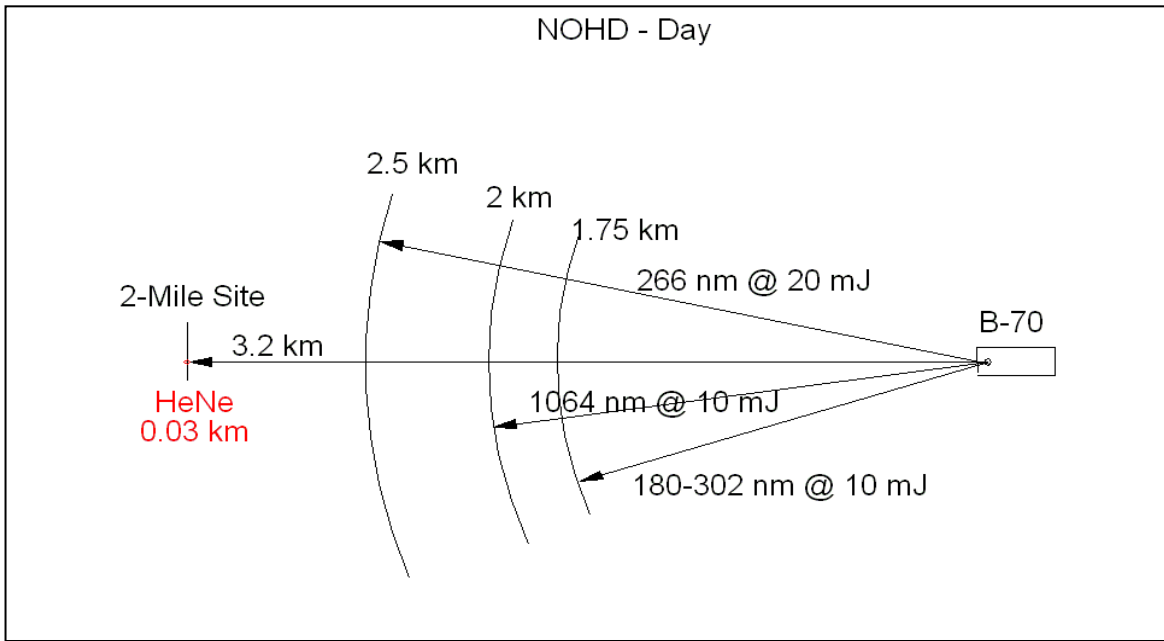 NOHD - Day
2.5 km
2 km
1.75 km
266 nm @ 20 mJ
2-Mile Site
B-70
3.2 km
HeNe
0.03 km
1064 nm @ 10 mJ
180-302 nm @ 10 mJ